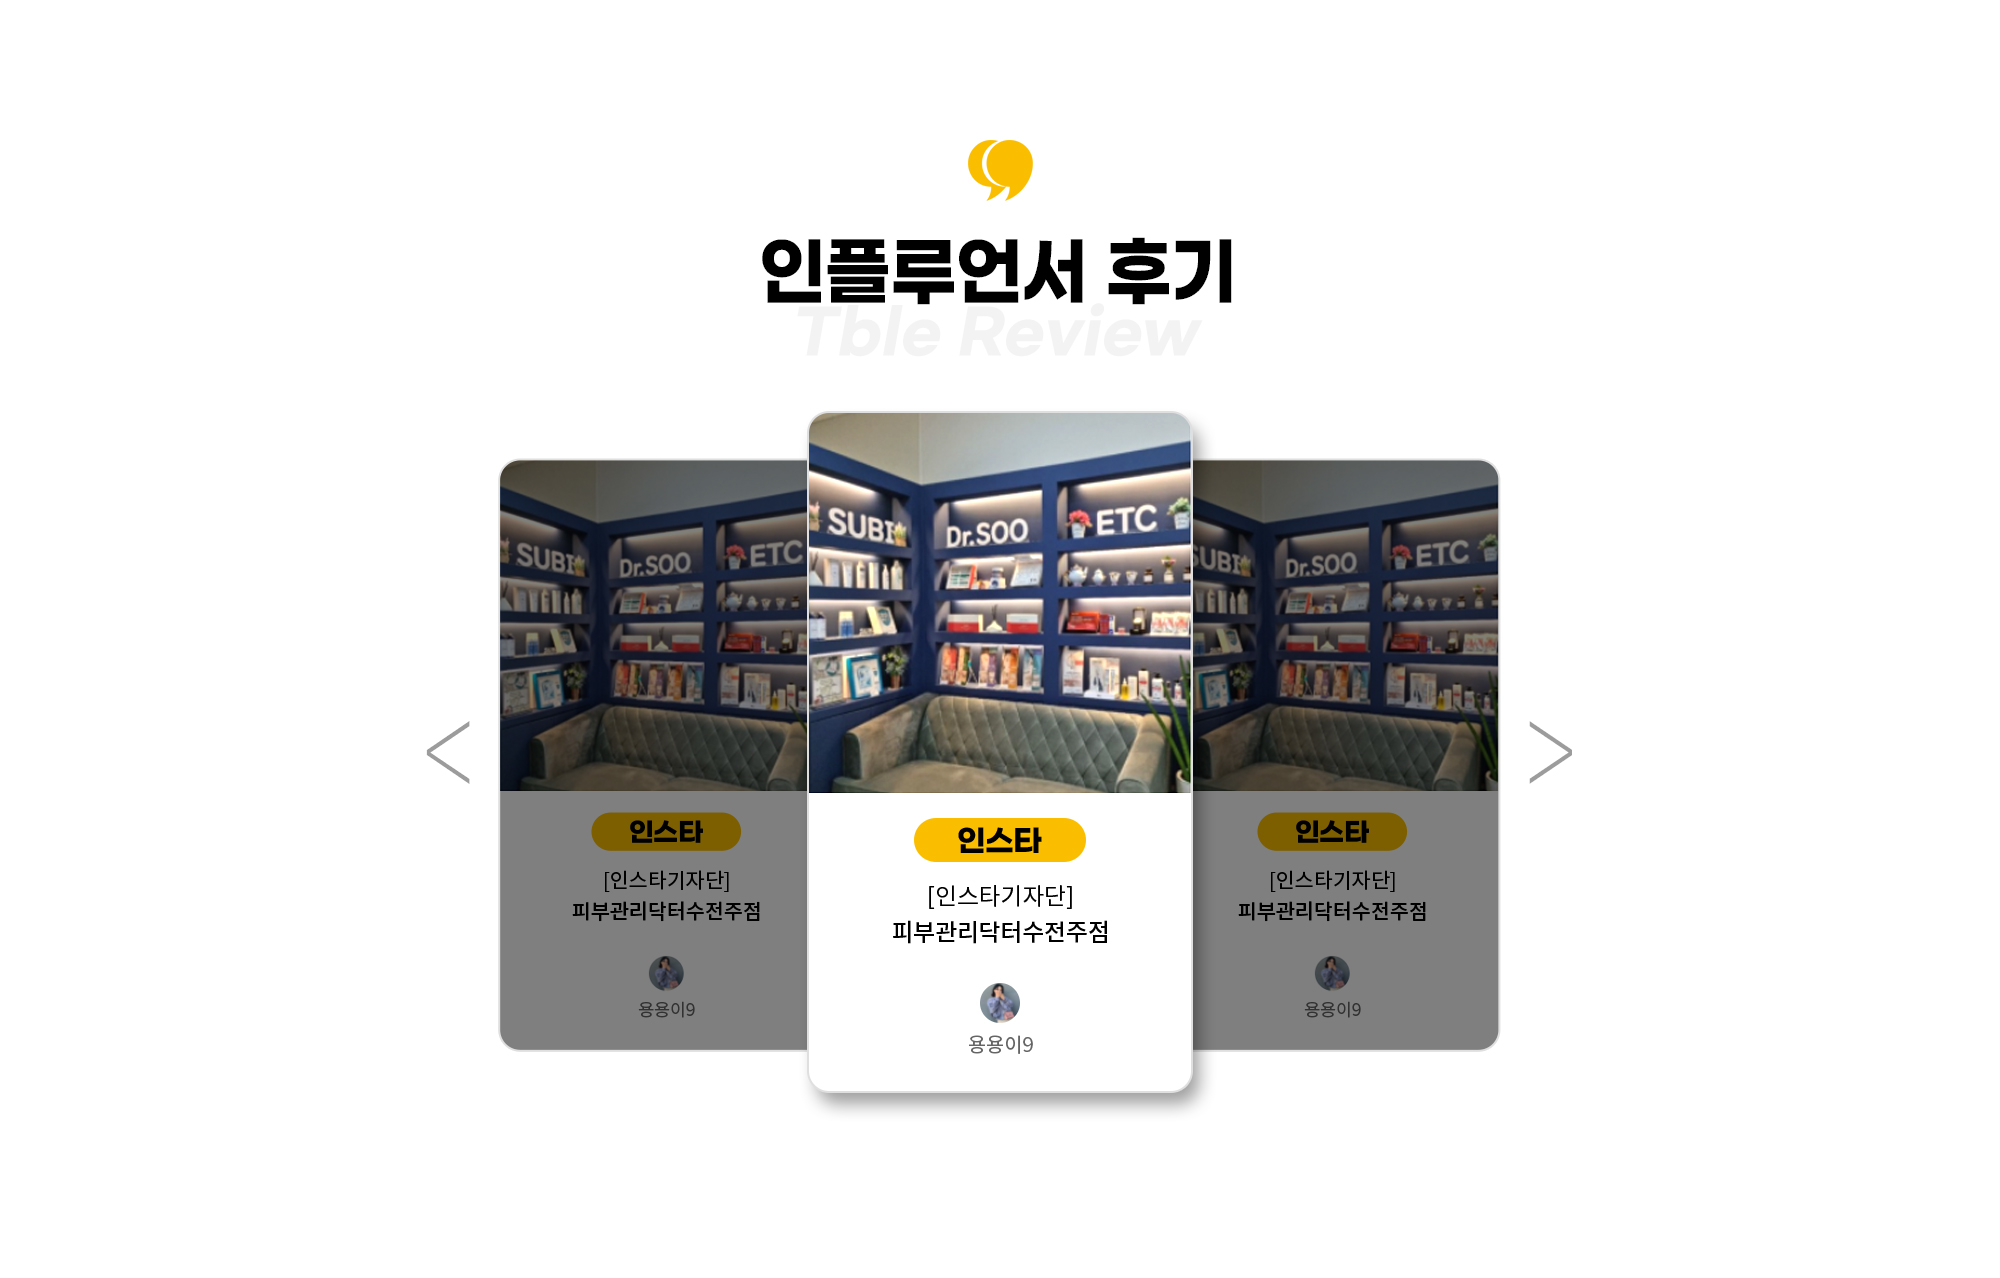 인플루언서 후기
Tble Review
SUBI
Dr.SOO
ETC
인스타
[인스타기자단]
피부관리닥터수전주점
용용이9
SUBI
Dr.SOO
ETC
인스타
[인스타기자단]
피부관리닥터수전주점
용용이9
SUBI
Dr.SOO
ETC
인스타
[인스타기자단]
피부관리닥터수전주점
용용이9